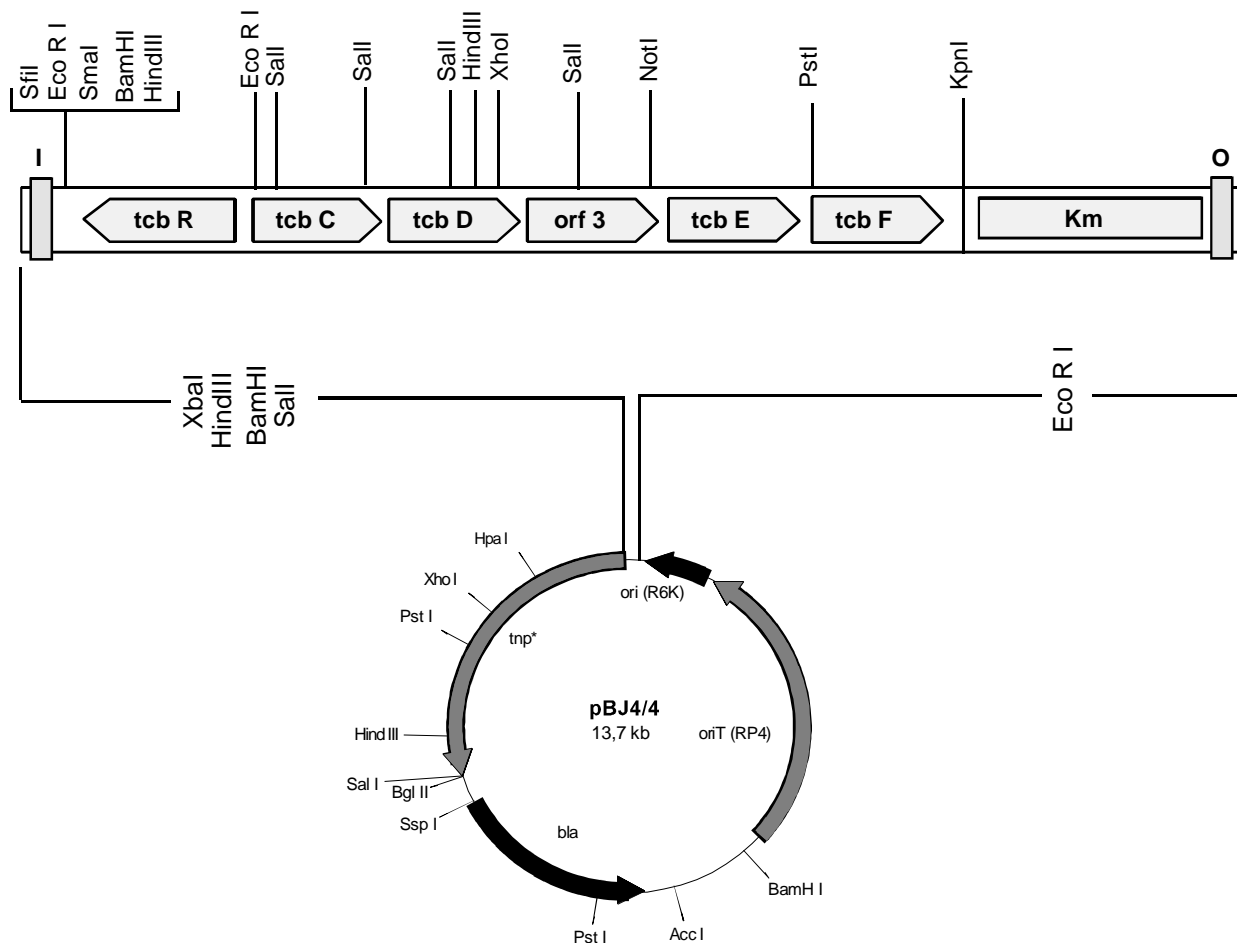 SfiI
Eco R I
SmaI
BamHI
HindIII
Eco R I
SalI
SalI
SalI
HindIII
XhoI
SalI
NotI
PstI
KpnI
I
O
tcb R
tcb C
tcb D
orf 3
tcb E
tcb F
Km
XbaI
HindIII
BamHI
SalI
Eco R I
Hpa I
Xho I
Pst I
tnp*
ori (R6K)
pBJ4/4
13,7 kb
oriT (RP4)
Hind III
Sal I
Bgl II
Ssp I
bla
BamH I
Pst I
Acc I